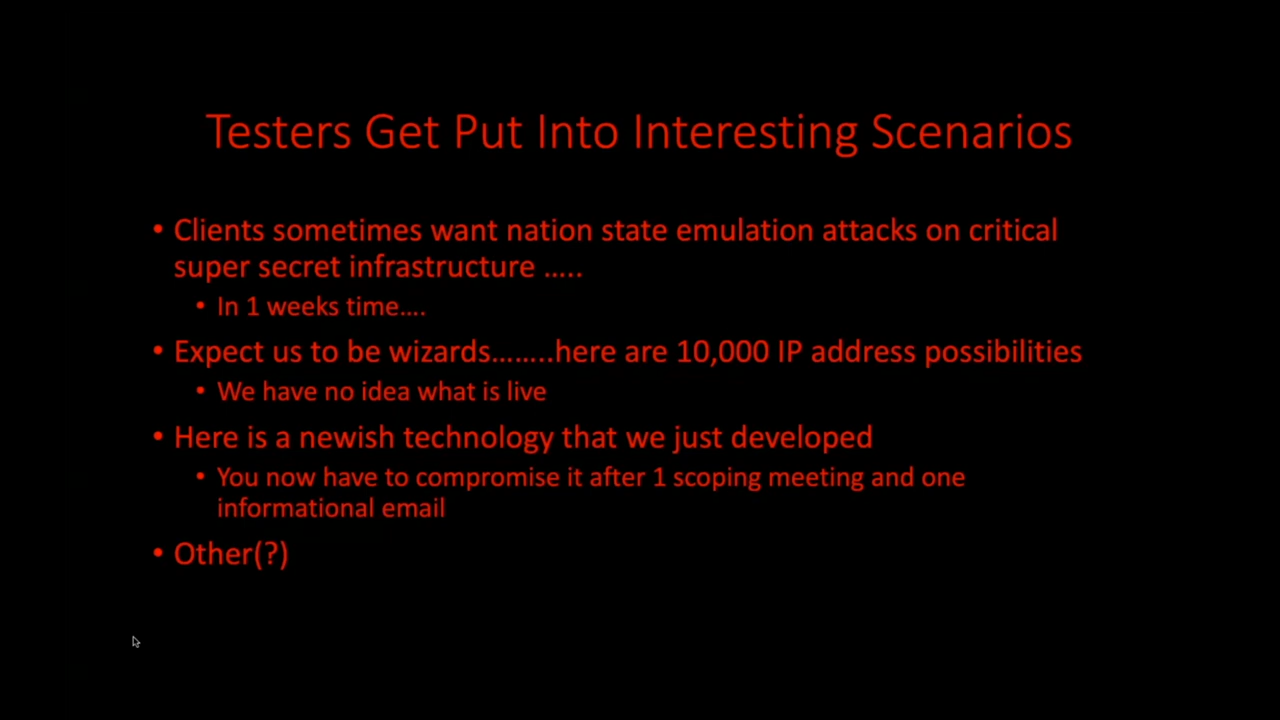 Testers Get Put Into Interesting Scenarios
• Clients sometimes want nation state emulation attacks on critical
super secret infrastructure …..
• In 1 weeks time….
• Expect us to be wizards……..here are 10,000 IP address possibilities
• We have no idea what is live
• Here is a newish technology that we just developed
• You now have to compromise it after 1 scoping meeting and one
informational email
• Other(?)